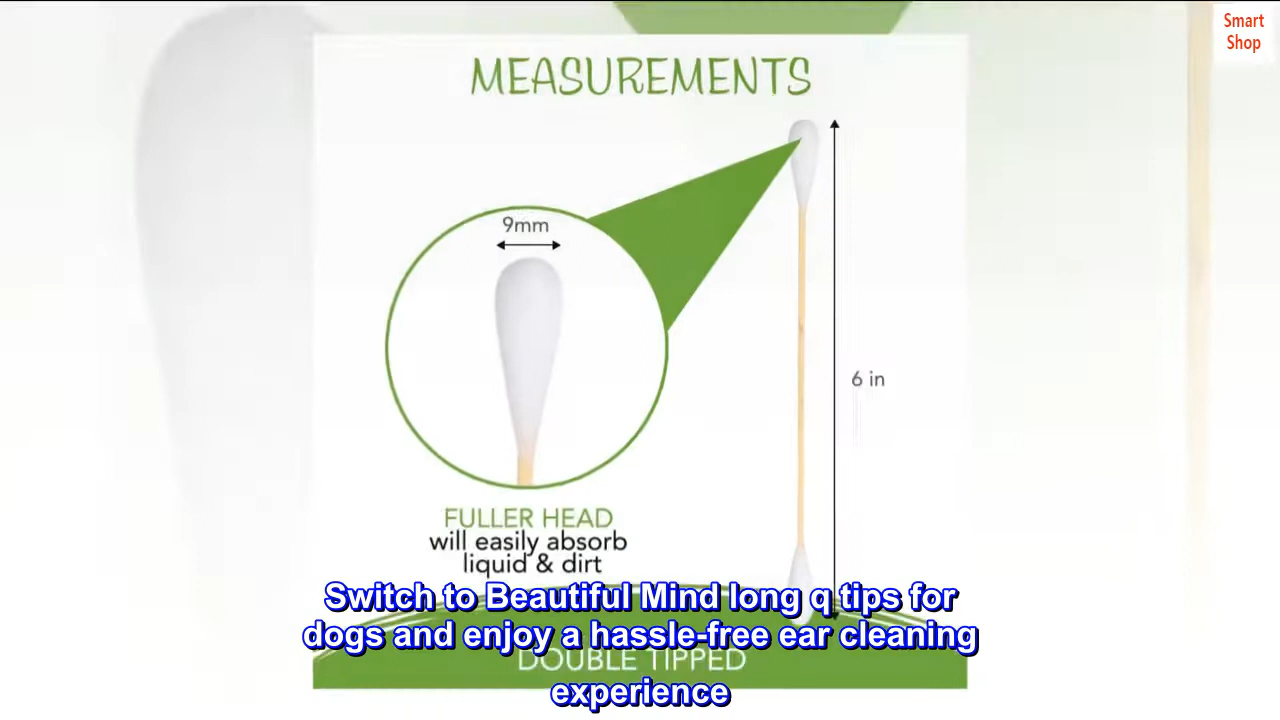 Smart
Shop
MEASUREMENTS
9mm
6 in
FULLER HEAD
will easily absorb
liquid & dirt
Switch to Beautiful Mind long q tips for
dogs and enjoy a hassle-free ear cleaning
experience
DOUBLE TIPPED